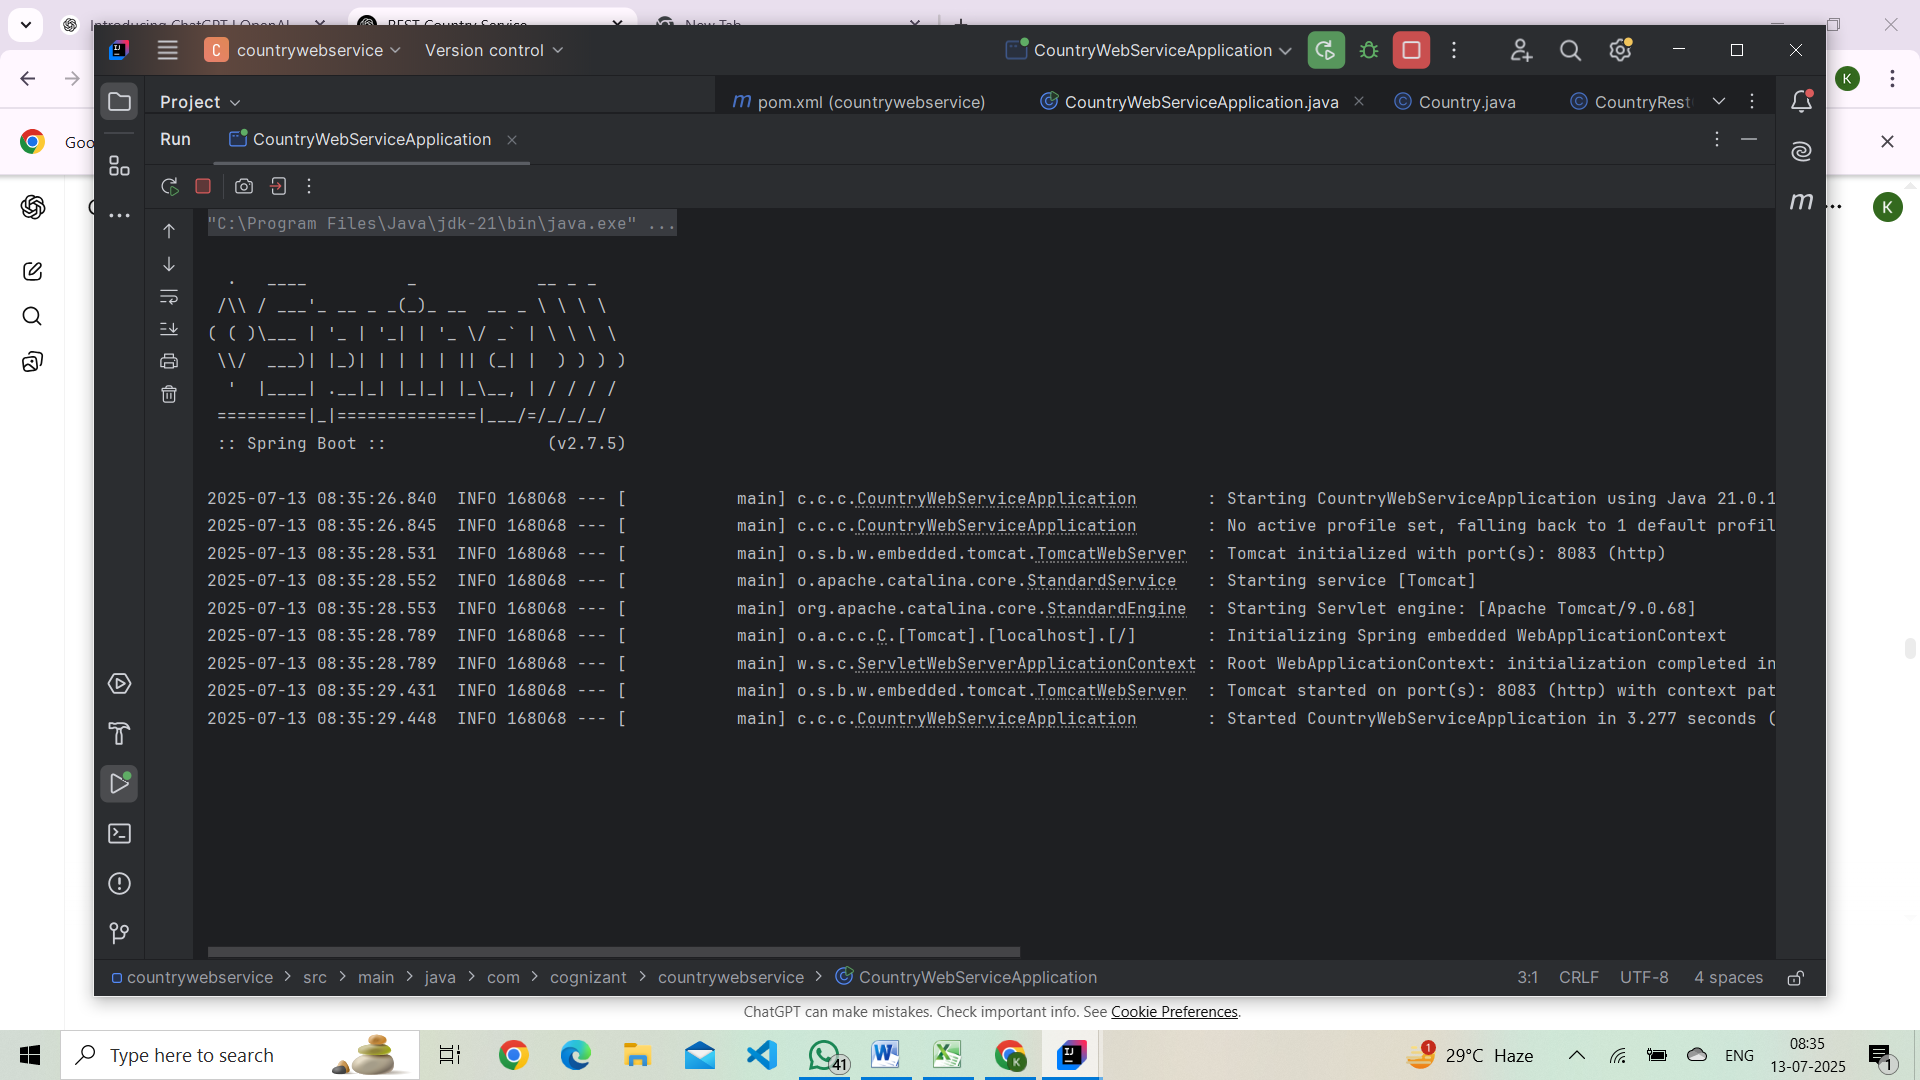 Introducing ChatGPT | OpenAI
REST Country Service
New Tab
C
countrywebservice
Version control
CountryWebServiceApplication
K
Project
pom.xml (countrywebservice)
CountryWebServiceApplication.java
Country.java
CountryRest
Goo
Run
CountryWebServiceApplication
K
"C:\Program Files\Java\jdk-21\bin\java.exe" ...
  .   ____          _            __ _ _
 /\\ / ___'_ __ _ _(_)_ __  __ _ \ \ \ \
( ( )\___ | '_ | '_| | '_ \/ _` | \ \ \ \
 \\/  ___)| |_)| | | | | || (_| |  ) ) ) )
  '  |____| .__|_| |_|_| |_\__, | / / / /
 =========|_|==============|___/=/_/_/_/
 :: Spring Boot ::                (v2.7.5)
2025-07-13 08:35:26.840  INFO 168068 --- [           main] c.c.c.CountryWebServiceApplication       : Starting CountryWebServiceApplication using Java 21.0.1
2025-07-13 08:35:26.845  INFO 168068 --- [           main] c.c.c.CountryWebServiceApplication       : No active profile set, falling back to 1 default profil
2025-07-13 08:35:28.531  INFO 168068 --- [           main] o.s.b.w.embedded.tomcat.TomcatWebServer  : Tomcat initialized with port(s): 8083 (http)
2025-07-13 08:35:28.552  INFO 168068 --- [           main] o.apache.catalina.core.StandardService   : Starting service [Tomcat]
2025-07-13 08:35:28.553  INFO 168068 --- [           main] org.apache.catalina.core.StandardEngine  : Starting Servlet engine: [Apache Tomcat/9.0.68]
2025-07-13 08:35:28.789  INFO 168068 --- [           main] o.a.c.c.C.[Tomcat].[localhost].[/]       : Initializing Spring embedded WebApplicationContext
2025-07-13 08:35:28.789  INFO 168068 --- [           main] w.s.c.ServletWebServerApplicationContext : Root WebApplicationContext: initialization completed in
2025-07-13 08:35:29.431  INFO 168068 --- [           main] o.s.b.w.embedded.tomcat.TomcatWebServer  : Tomcat started on port(s): 8083 (http) with context pat
2025-07-13 08:35:29.448  INFO 168068 --- [           main] c.c.c.CountryWebServiceApplication       : Started CountryWebServiceApplication in 3.277 seconds (
countrywebservice > src > main > java > com > cognizant > countrywebservice > CountryWebServiceApplication
3:1 CRLF UTF-8 4 spaces
ChatGPT can make mistakes. Check important info. See Cookie Preferences.
Type here to search
41
K
1
29°C Haze
ENG
08:35
13-07-2025
1